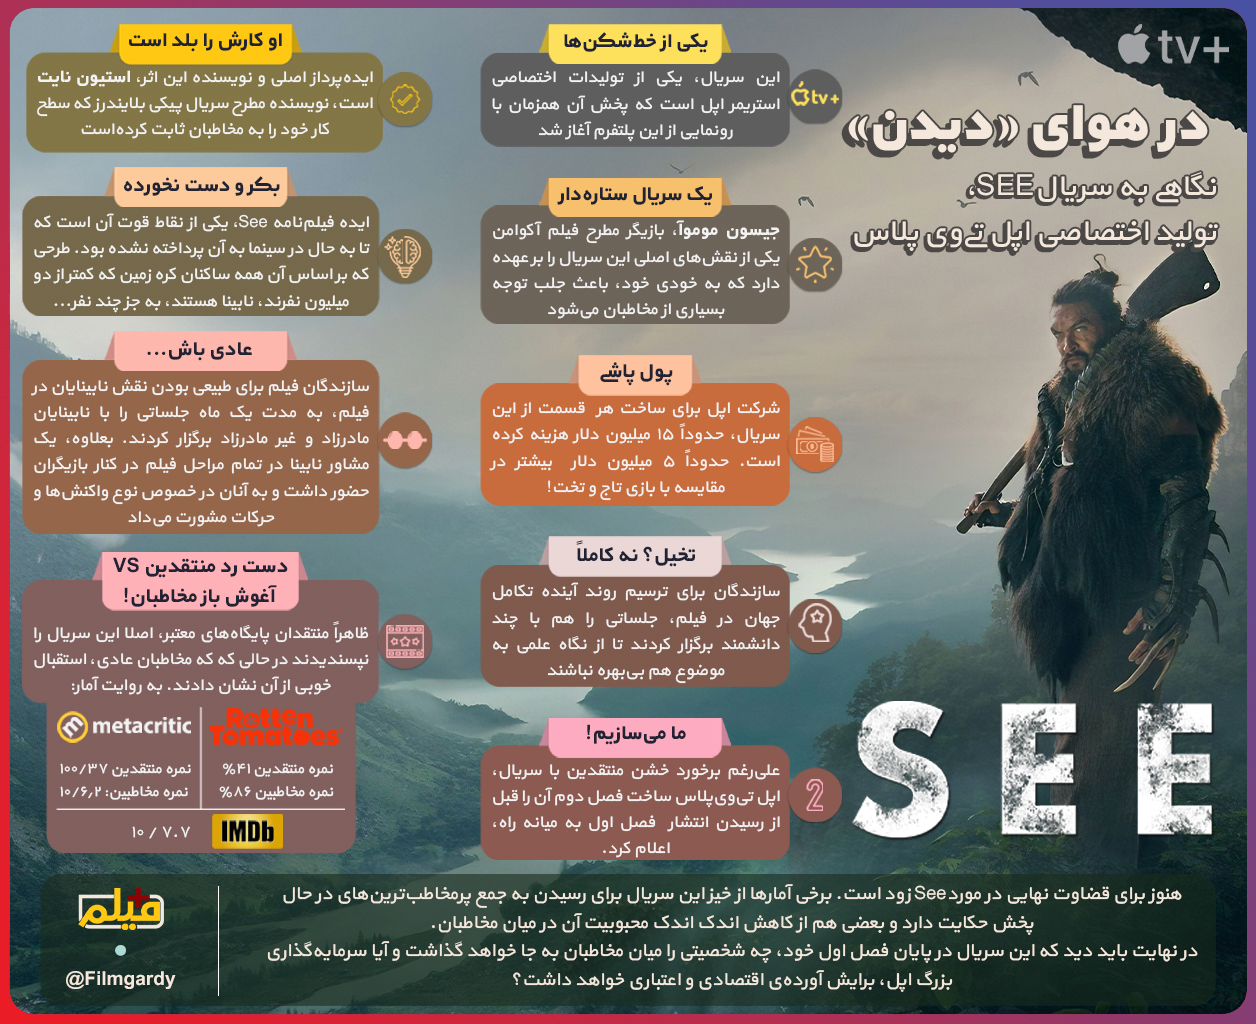 tv+
در هوای «دیدن»
نگاهی به سریال SEE،
تولید اختصاصی اپل تی‌وی پلاس
یکی از خط‌شکن‌ها
این سریال، یکی از تولیدات اختصاصی
استریمر اپل است که پخش آن همزمان با
رونمایی از این پلتفرم آغاز شد
tv+
یک سریال ستاره‌دار
جیسون موموآ، بازیگر مطرح فیلم آکوامن
یکی از نقش‌های اصلی این سریال را برعهده
دارد که به خودی خود، باعث جلب توجه
بسیاری از مخاطبان می‌شود
پول پاشی
شرکت اپل برای ساخت هر قسمت از این
سریال، حدوداً ۱۵ میلیون دلار هزینه کرده
است. حدوداً ۵ میلیون دلار بیشتر در
مقایسه با بازی تاج و تخت!
تخیل؟ نه کاملاً
سازندگان برای ترسیم روند آینده تکامل
جهان در فیلم، جلساتی را هم با چند
دانشمند برگزار کردند تا از نگاه علمی به
موضوع هم بی‌بهره نباشند
ما می‌سازیم!
علی‌رغم برخورد خشن منتقدین با سریال،
اپل تی‌وی‌پلاس ساخت فصل دوم آن را قبل
از رسیدن انتشار فصل اول به میانه راه،
اعلام کرد.
2
او کارش را بلد است
ایده‌پرداز اصلی و نویسنده این اثر، استیون نایت
است، نویسنده مطرح سریال پیکی بلایندرز که سطح
کار خود را به مخاطبان ثابت کرده‌است
بکر و دست نخورده
ایده فیلم‌نامه See، یکی از نقاط قوت آن است که
تا به حال در سینما به آن پرداخته نشده بود. طرحی
که بر اساس آن همه ساکنان کره زمین که کمتر از دو
میلیون نفرند، نابینا هستند، به جز چند نفر...
عادی باش...
سازندگان فیلم برای طبیعی بودن نقش نابینایان در
فیلم، به مدت یک ماه جلساتی را با نابینایان
مادرزاد و غیر مادرزاد برگزار کردند. بعلاوه، یک
مشاور نابینا در تمام مراحل فیلم در کنار بازیگران
حضور داشت و به آنان در خصوص نوع واکنش‌ها و
حرکات مشورت می‌داد
دست رد منتقدین VS
آغوش باز مخاطبان!
ظاهراً منتقدان پایگاه‌های معتبر، اصلا این سریال را
نپسندیدند در حالی که که مخاطبان عادی، استقبال
خوبی از آن نشان دادند. به روایت آمار:
Rotten
Tomatoes
نمره منتقدین ۴۱%
نمره مخاطبین ۸۶%
metacritic
نمره منتقدین ۱۰۰/۳۷
نمره مخاطبین: ۱۰/۶٫۲
IMDb
۱۰ / ۷.۷
SEE
هنوز برای قضاوت نهایی در مورد See زود است. برخی آمارها از خیز این سریال برای رسیدن به جمع پرمخاطب‌ترین‌های در حال
پخش حکایت دارد و بعضی هم از کاهش اندک اندک محبوبیت آن در میان مخاطبان.
در نهایت باید دید که این سریال در پایان فصل اول خود، چه شخصیتی را میان مخاطبان به جا خواهد گذاشت و آیا سرمایه‌گذاری
بزرگ اپل، برایش آورده‌ی اقتصادی و اعتباری خواهد داشت؟
فیلم
@Filmgardy